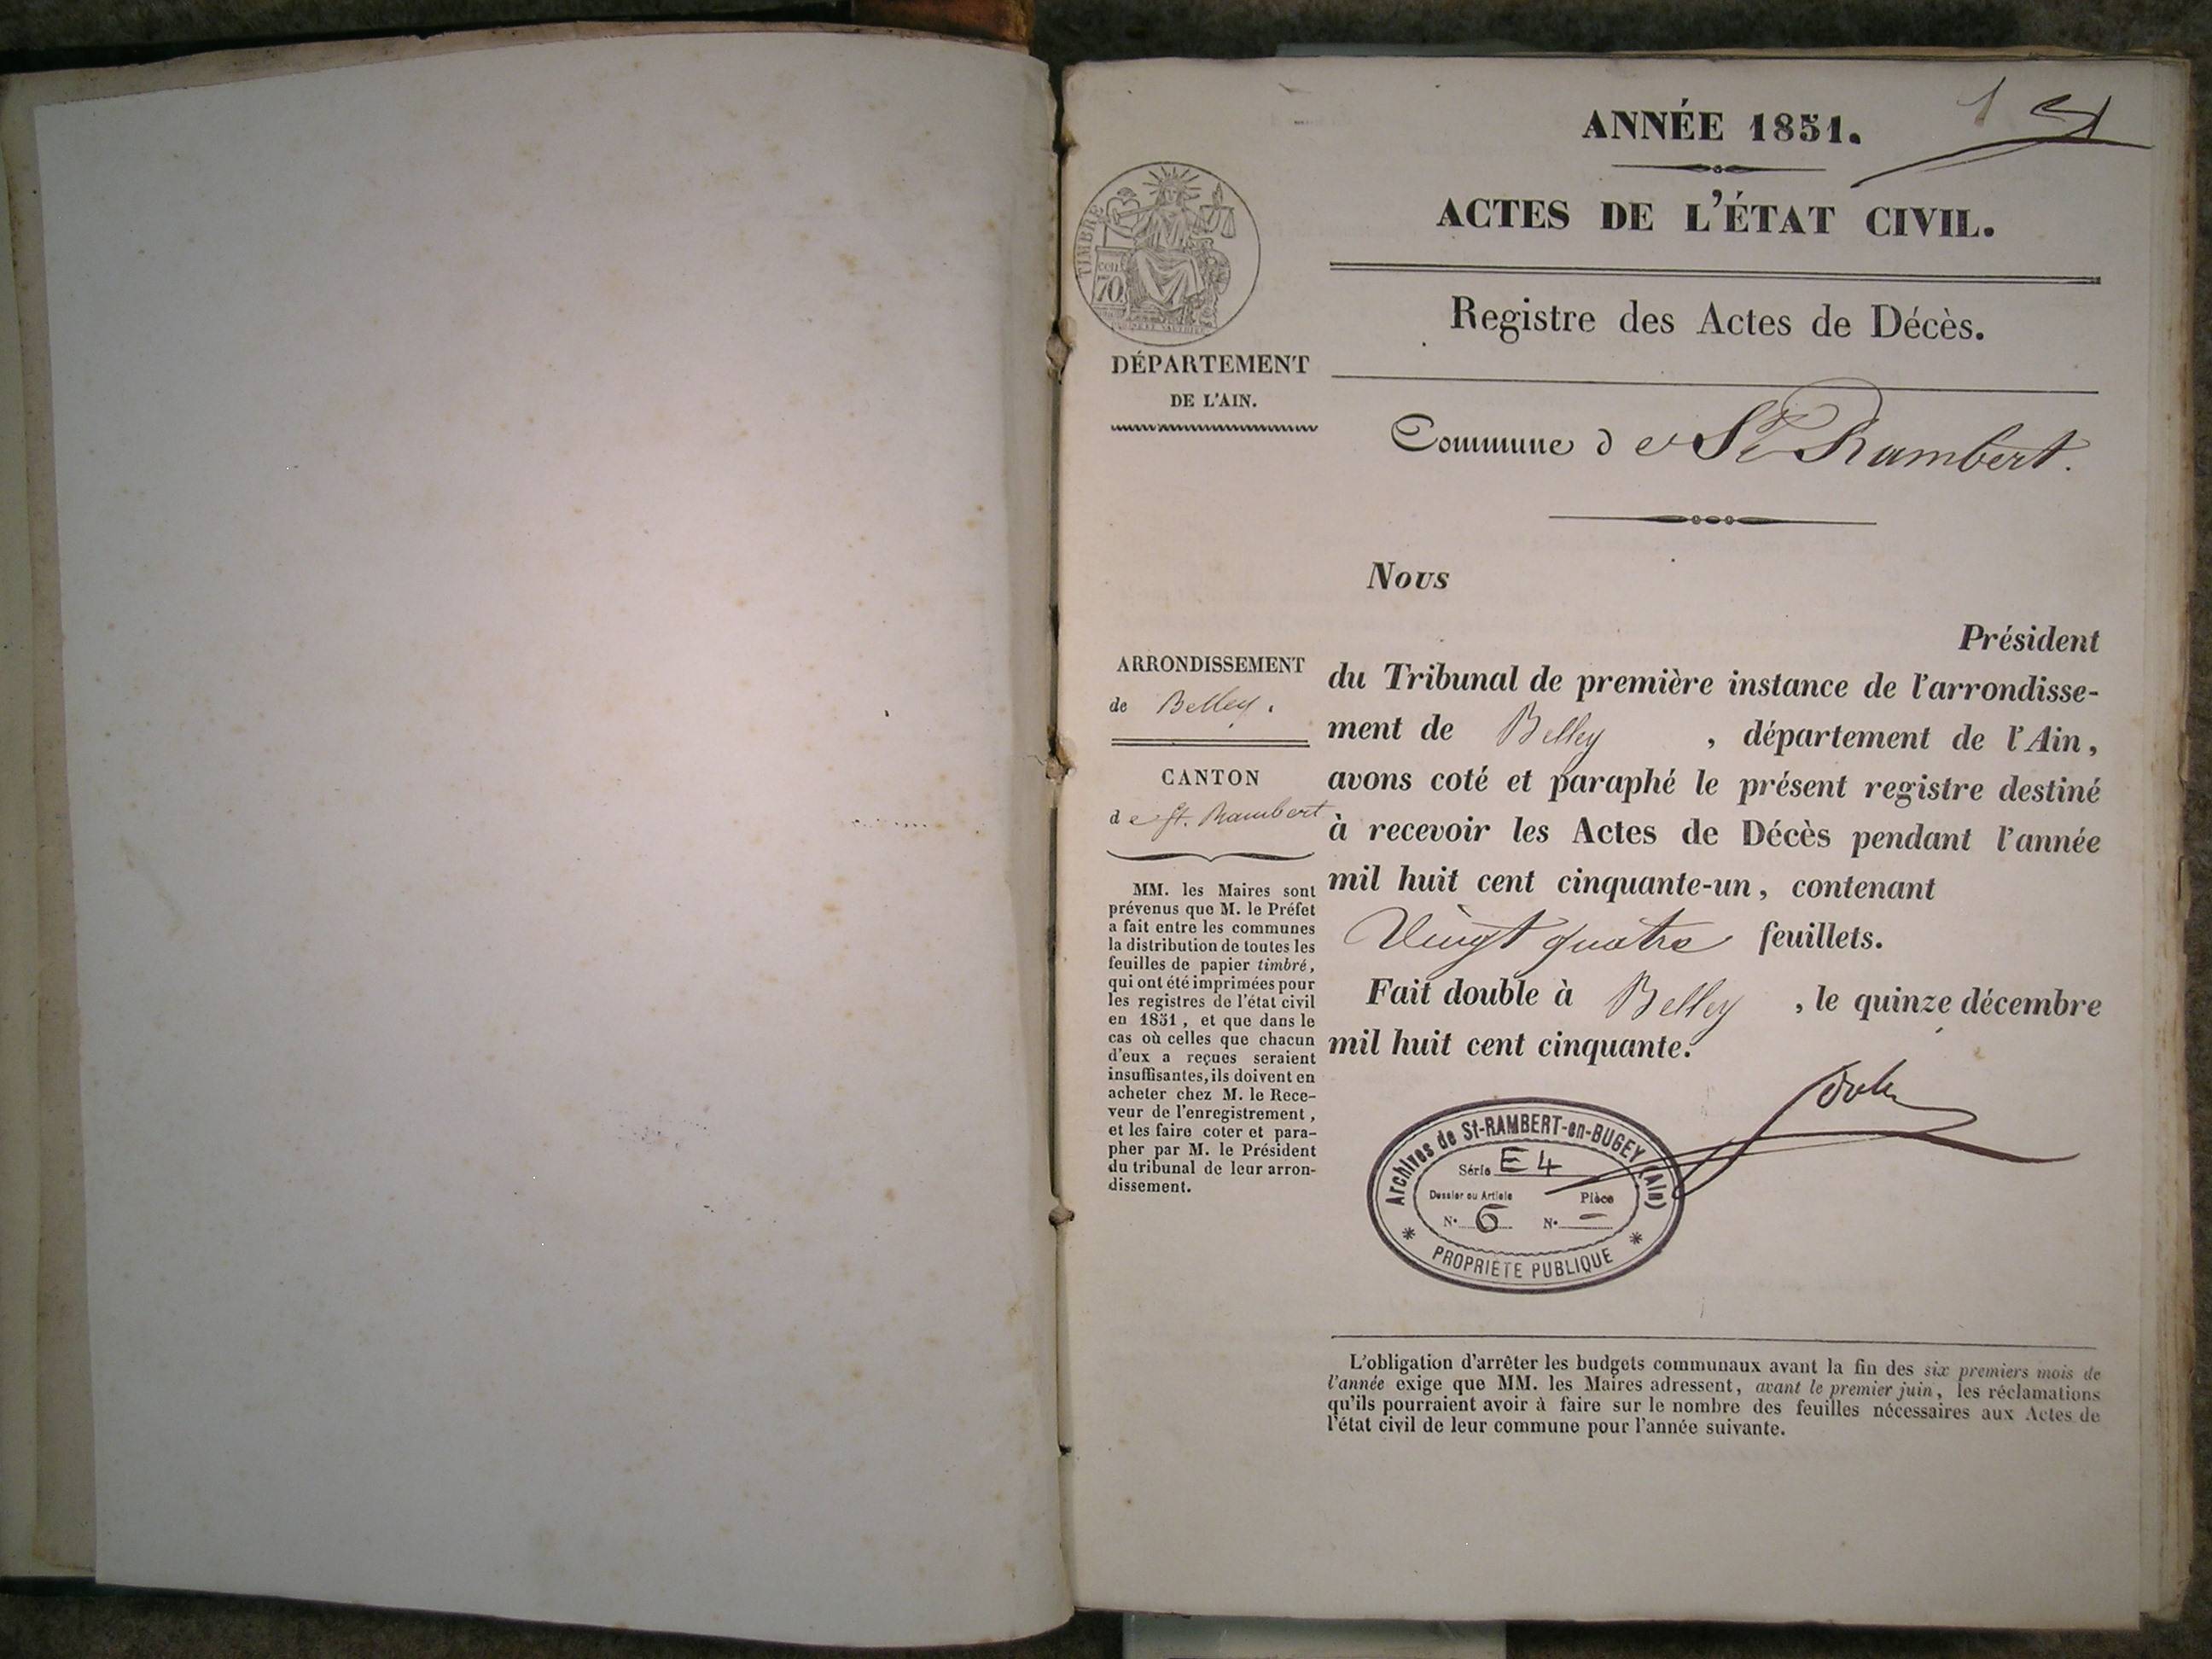 1
ANNÉE 1851.
ACTES DE L'ÉTAT CIVIL.
Registre des Actes de Décès.
Commune de St Rambert.
TIMBRE
cent
70
DÉPARTEMENT
DE L'AIN.
ARRONDISSEMENT
de Belley.
CANTON
de St. Rambert
MM. les Maires sont
prévenus que M. le Préfet
a fait entre les communes
la distribution de toutes les
feuilles de papier timbré,
qui ont été imprimées pour
les registres de l'état civil
en 1851, et que dans le
cas où celles que chacun
d'eux a reçues seraient
insuffisantes, ils doivent en
acheter chez M. le Rece-
veur de l'enregistrement,
et les faire coter et para-
pher par M. le Président
du tribunal de leur arron-
dissement.
Nous
Président
du Tribunal de première instance de l'arrondisse-
ment de Belley, département de l'Ain,
avons coté et paraphé le présent registre destiné
à recevoir les Actes de Décès pendant l'année
mil huit cent cinquante-un, contenant
Vingt quatre feuillets.
Fait double à Belley, le quinze décembre
mil huit cent cinquante.
Archives de St-RAMBERT-en-BUGEY (Ain)
Série E4
Dossier ou Article Pièce
N° 6 N° –
* PROPRIETE PUBLIQUE *
L'obligation d'arrêter les budgets communaux avant la fin des six premiers mois de
l'année exige que MM. les Maires adressent, avant le premier juin, les réclamations
qu'ils pourraient avoir à faire sur le nombre des feuilles nécessaires aux Actes de
l'état civil de leur commune pour l'année suivante.